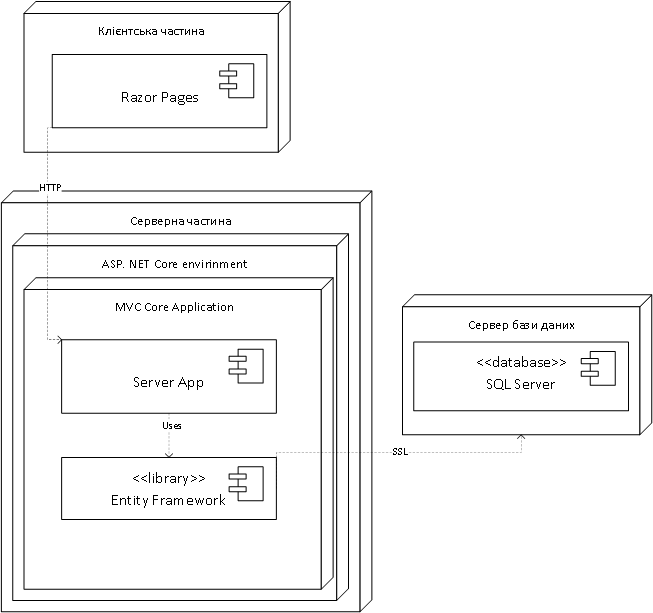 Клієнтська частина
Razor Pages
HTTP
Серверна частина
ASP. NET Core envirinment
MVC Core Application
Server App
Uses
<<library>>
Entity Framework
SSL
Сервер бази даних
<<database>>
SQL Server